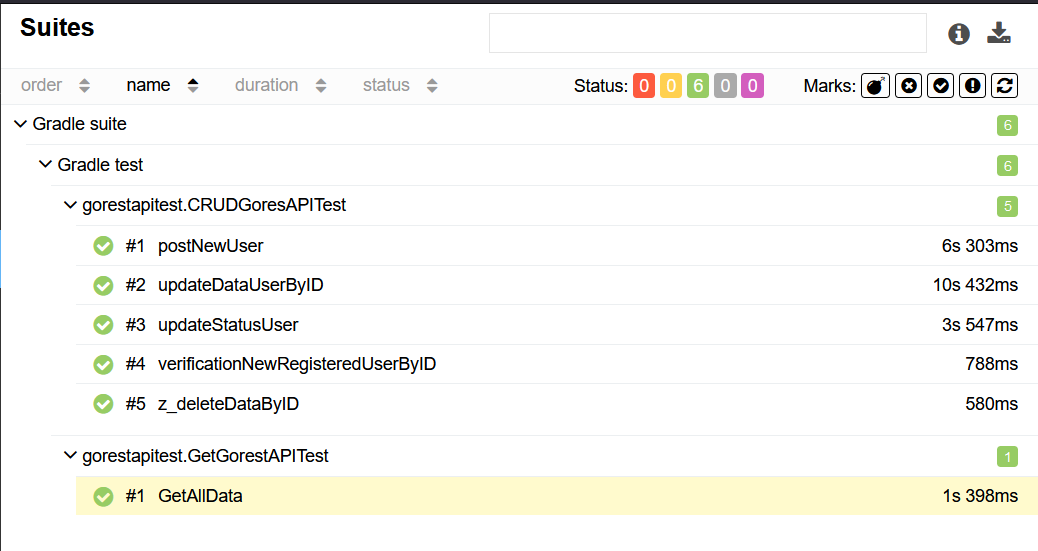 Suites
order name duration status Status: 0 0 6 0 0 Marks:
Gradle suite 6
Gradle test 6
gorestapitest.CRUDGoresAPITest 5
#1 postNewUser 6s 303ms
#2 updateDataUserByID 10s 432ms
#3 updateStatusUser 3s 547ms
#4 verificationNewRegisteredUserByID 788ms
#5 z_deleteDataByID 580ms
gorestapitest.GetGorestAPITest 1
#1 GetAllData 1s 398ms